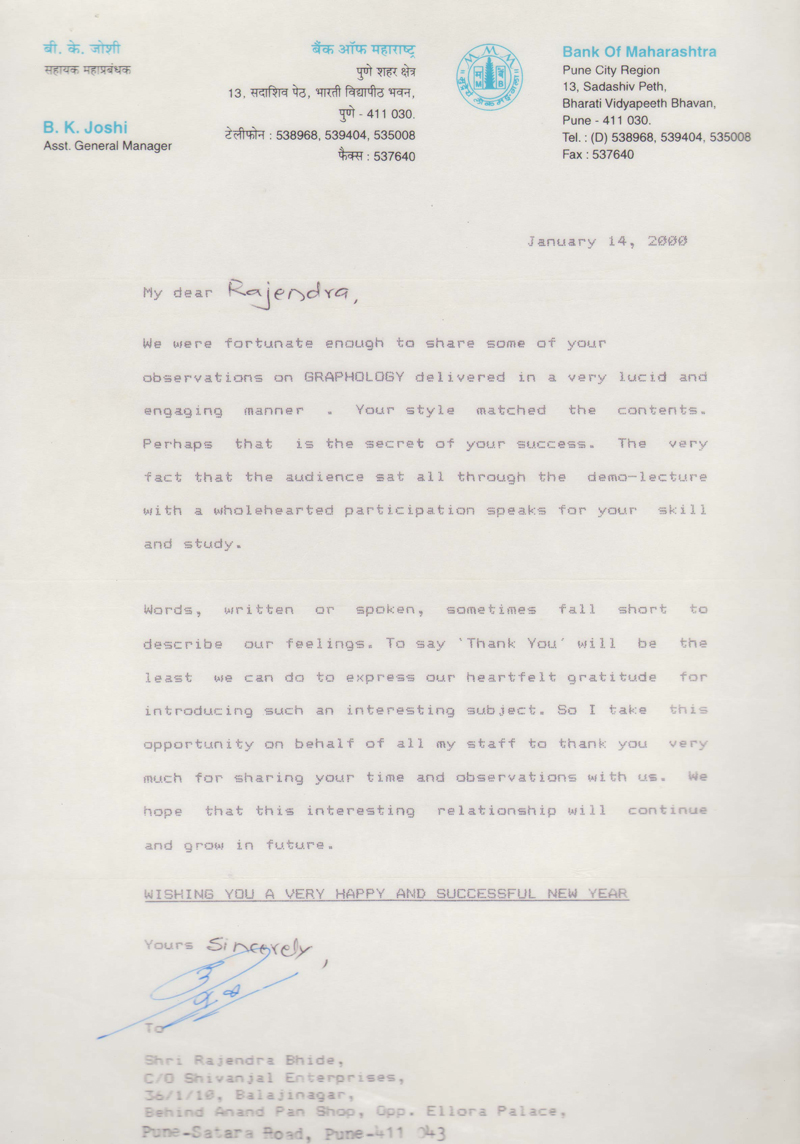 बी. के. जोशी
सहायक महाप्रबंधक
B. K. Joshi
Asst. General Manager
बैंक ऑफ महाराष्ट्र
पुणे शहर क्षेत्र
13, सदाशिव पेठ, भारती विद्यापीठ भवन,
पुणे - 411 030.
टेलीफोन : 538968, 539404, 535008
फैक्स : 537640
Bank Of Maharashtra
Pune City Region
13, Sadashiv Peth,
Bharati Vidyapeeth Bhavan,
Pune - 411 030.
Tel. : (D) 538968, 539404, 535008
Fax : 537640
January 14, 2000
My dear Rajendra,
We were fortunate enough to share some of your
observations on GRAPHOLOGY delivered in a very lucid and
engaging manner . Your style matched the contents.
Perhaps that is the secret of your success. The very
fact that the audience sat all through the demo-lecture
with a wholehearted participation speaks for your skill
and study.
Words, written or spoken, sometimes fall short to
describe our feelings. To say 'Thank You' will be the
least we can do to express our heartfelt gratitude for
introducing such an interesting subject. So I take this
opportunity on behalf of all my staff to thank you very
much for sharing your time and observations with us. We
hope that this interesting relationship will continue
and grow in future.
WISHING YOU A VERY HAPPY AND SUCCESSFUL NEW YEAR
Yours Sincerely,
To
Shri Rajendra Bhide,
C/O Shivanjal Enterprises,
36/1/10, Balajinagar,
Behind Anand Pan Shop, Opp. Ellora Palace,
Pune-Satara Road, Pune-411 043